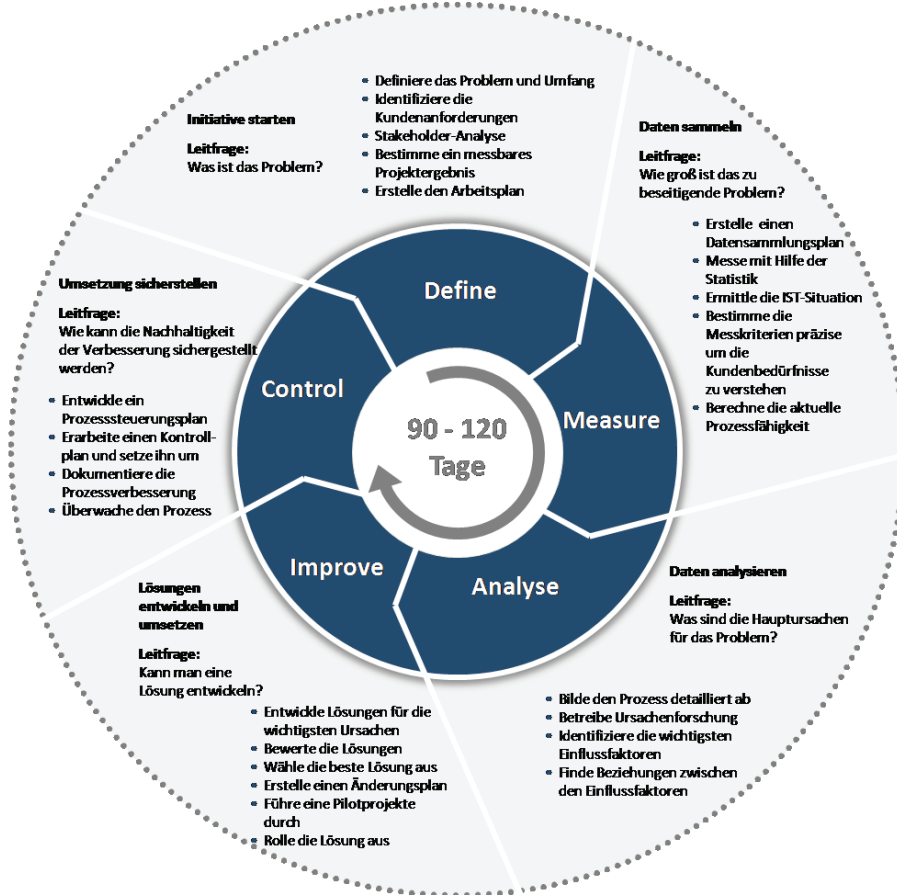 Initiative starten
Leitfrage:
Was ist das Problem?
• Definiere das Problem und Umfang
• Identifiziere die
Kundenanforderungen
• Stakeholder-Analyse
• Bestimme ein messbares
Projektergebnis
• Erstelle den Arbeitsplan
Daten sammeln
Leitfrage:
Wie groß ist das zu
beseitigende Problem?
• Erstelle einen
Datensammlungsplan
• Messe mit Hilfe der
Statistik
• Ermittle die IST-Situation
• Bestimme die
Messkriterien präzise
um die
Kundenbedürfnisse
zu verstehen
• Berechne die aktuelle
Prozessfähigkeit
Daten analysieren
Leitfrage:
Was sind die Hauptursachen
für das Problem?
• Bilde den Prozess detailliert ab
• Betreibe Ursachenforschung
• Identifiziere die wichtigsten
Einflussfaktoren
• Finde Beziehungen zwischen
den Einflussfaktoren
Lösungen
entwickeln und
umsetzen
Leitfrage:
Kann man eine
Lösung entwickeln?
• Entwickle Lösungen für die
wichtigsten Ursachen
• Bewerte die Lösungen
• Wähle die beste Lösung aus
• Erstelle einen Änderungsplan
• Führe eine Pilotprojekte
durch
• Rolle die Lösung aus
Umsetzung sicherstellen
Leitfrage:
Wie kann die Nachhaltigkeit
der Verbesserung sichergestellt
werden?
• Entwickle ein
Prozesssteuerungsplan
• Erarbeite einen Kontroll-
plan und setze ihn um
• Dokumentiere die
Prozessverbesserung
• Überwache den Prozess
Define
Measure
Analyse
Improve
Control
90 - 120
Tage